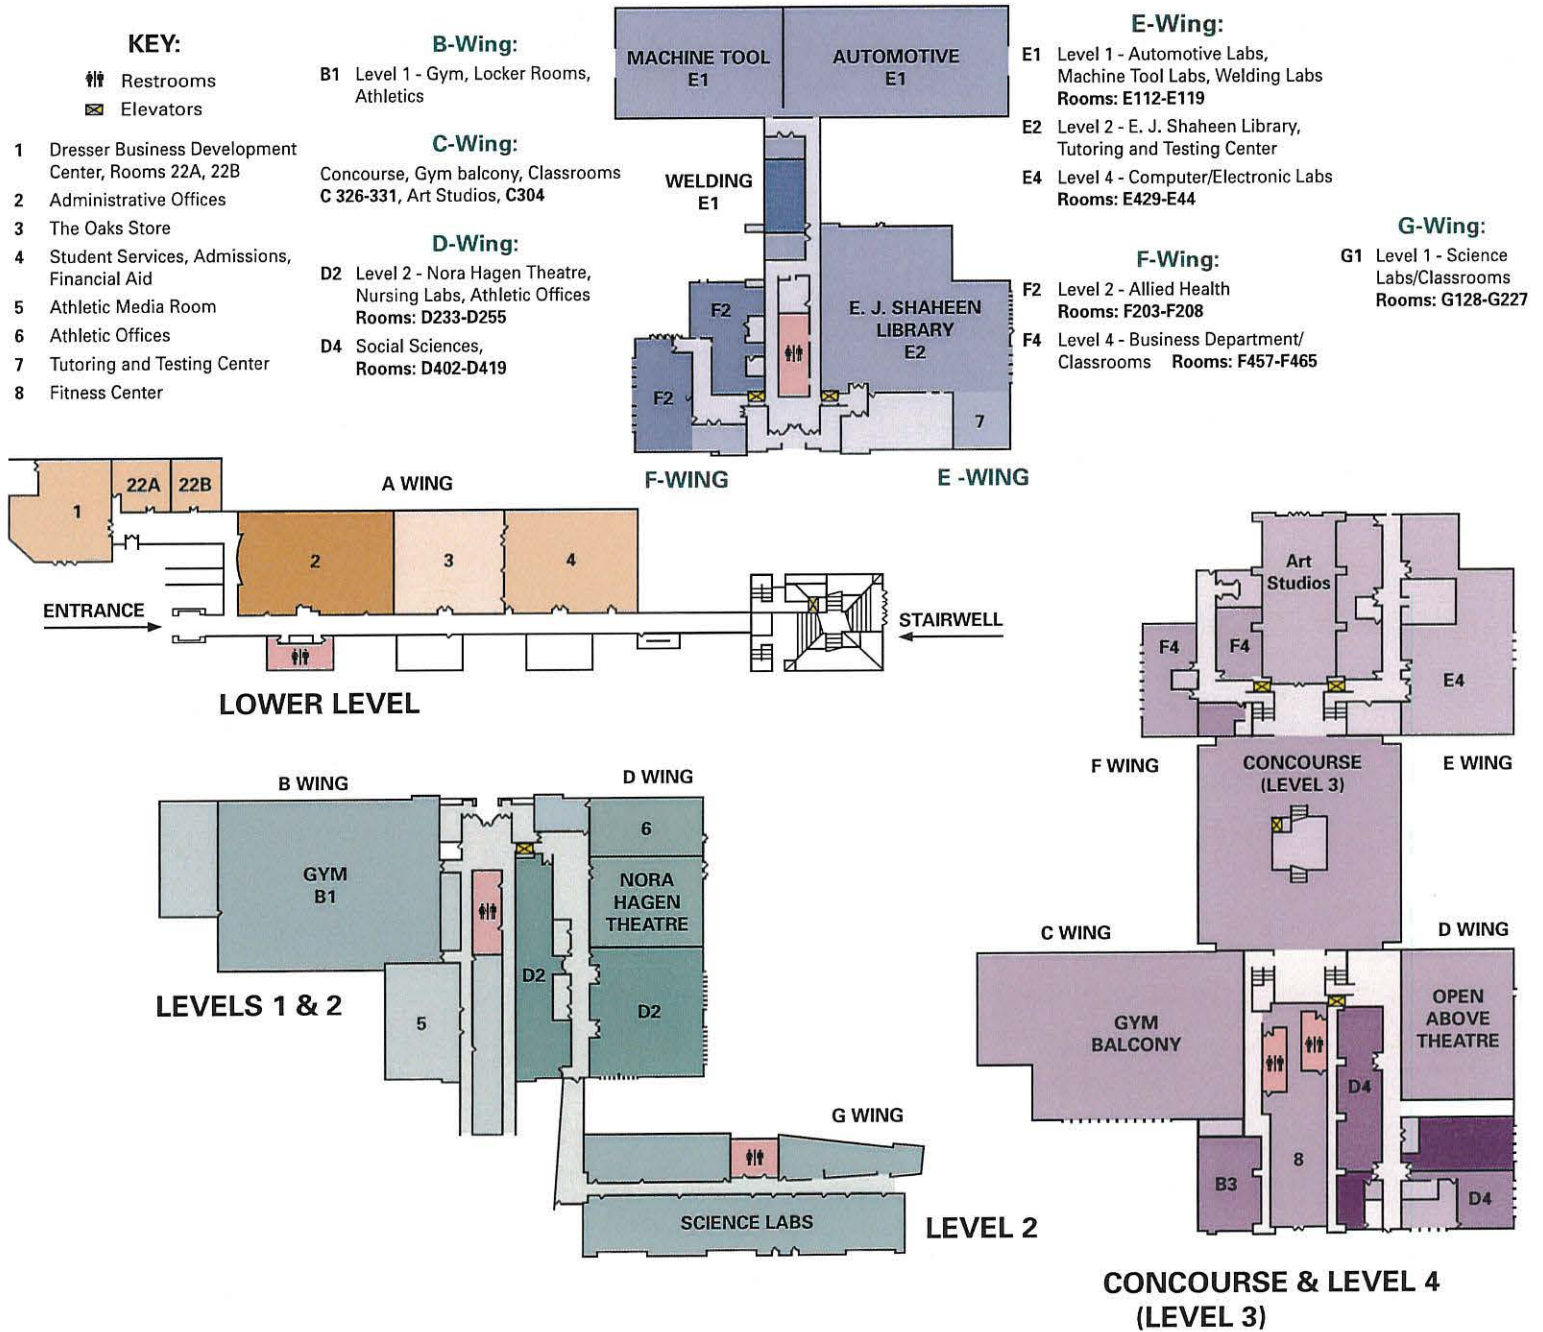 KEY:
Restrooms
Elevators
1 Dresser Business Development
Center, Rooms 22A, 22B
2 Administrative Offices
3 The Oaks Store
4 Student Services, Admissions,
Financial Aid
5 Athletic Media Room
6 Athletic Offices
7 Tutoring and Testing Center
8 Fitness Center
B-Wing:
B1 Level 1 - Gym, Locker Rooms,
Athletics
C-Wing:
Concourse, Gym balcony, Classrooms
C 326-331, Art Studios, C304
D-Wing:
D2 Level 2 - Nora Hagen Theatre,
Nursing Labs, Athletic Offices
Rooms: D233-D255
D4 Social Sciences,
Rooms: D402-D419
MACHINE TOOL
E1
AUTOMOTIVE
E1
WELDING
E1
F2
E. J. SHAHEEN
LIBRARY
E2
F2
7
F-WING
E -WING
E-Wing:
E1 Level 1 - Automotive Labs,
Machine Tool Labs, Welding Labs
Rooms: E112-E119
E2 Level 2 - E. J. Shaheen Library,
Tutoring and Testing Center
E4 Level 4 - Computer/Electronic Labs
Rooms: E429-E44
F-Wing:
F2 Level 2 - Allied Health
Rooms: F203-F208
F4 Level 4 - Business Department/
Classrooms Rooms: F457-F465
G-Wing:
G1 Level 1 - Science
Labs/Classrooms
Rooms: G128-G227
A WING
22A
22B
1
2
3
4
ENTRANCE
STAIRWELL
LOWER LEVEL
B WING
D WING
GYM
B1
6
NORA
HAGEN
THEATRE
D2
D2
5
LEVELS 1 & 2
G WING
SCIENCE LABS
LEVEL 2
Art
Studios
F4
F4
E4
F WING
E WING
CONCOURSE
(LEVEL 3)
C WING
D WING
GYM
BALCONY
OPEN
ABOVE
THEATRE
D4
8
B3
D4
CONCOURSE & LEVEL 4
(LEVEL 3)